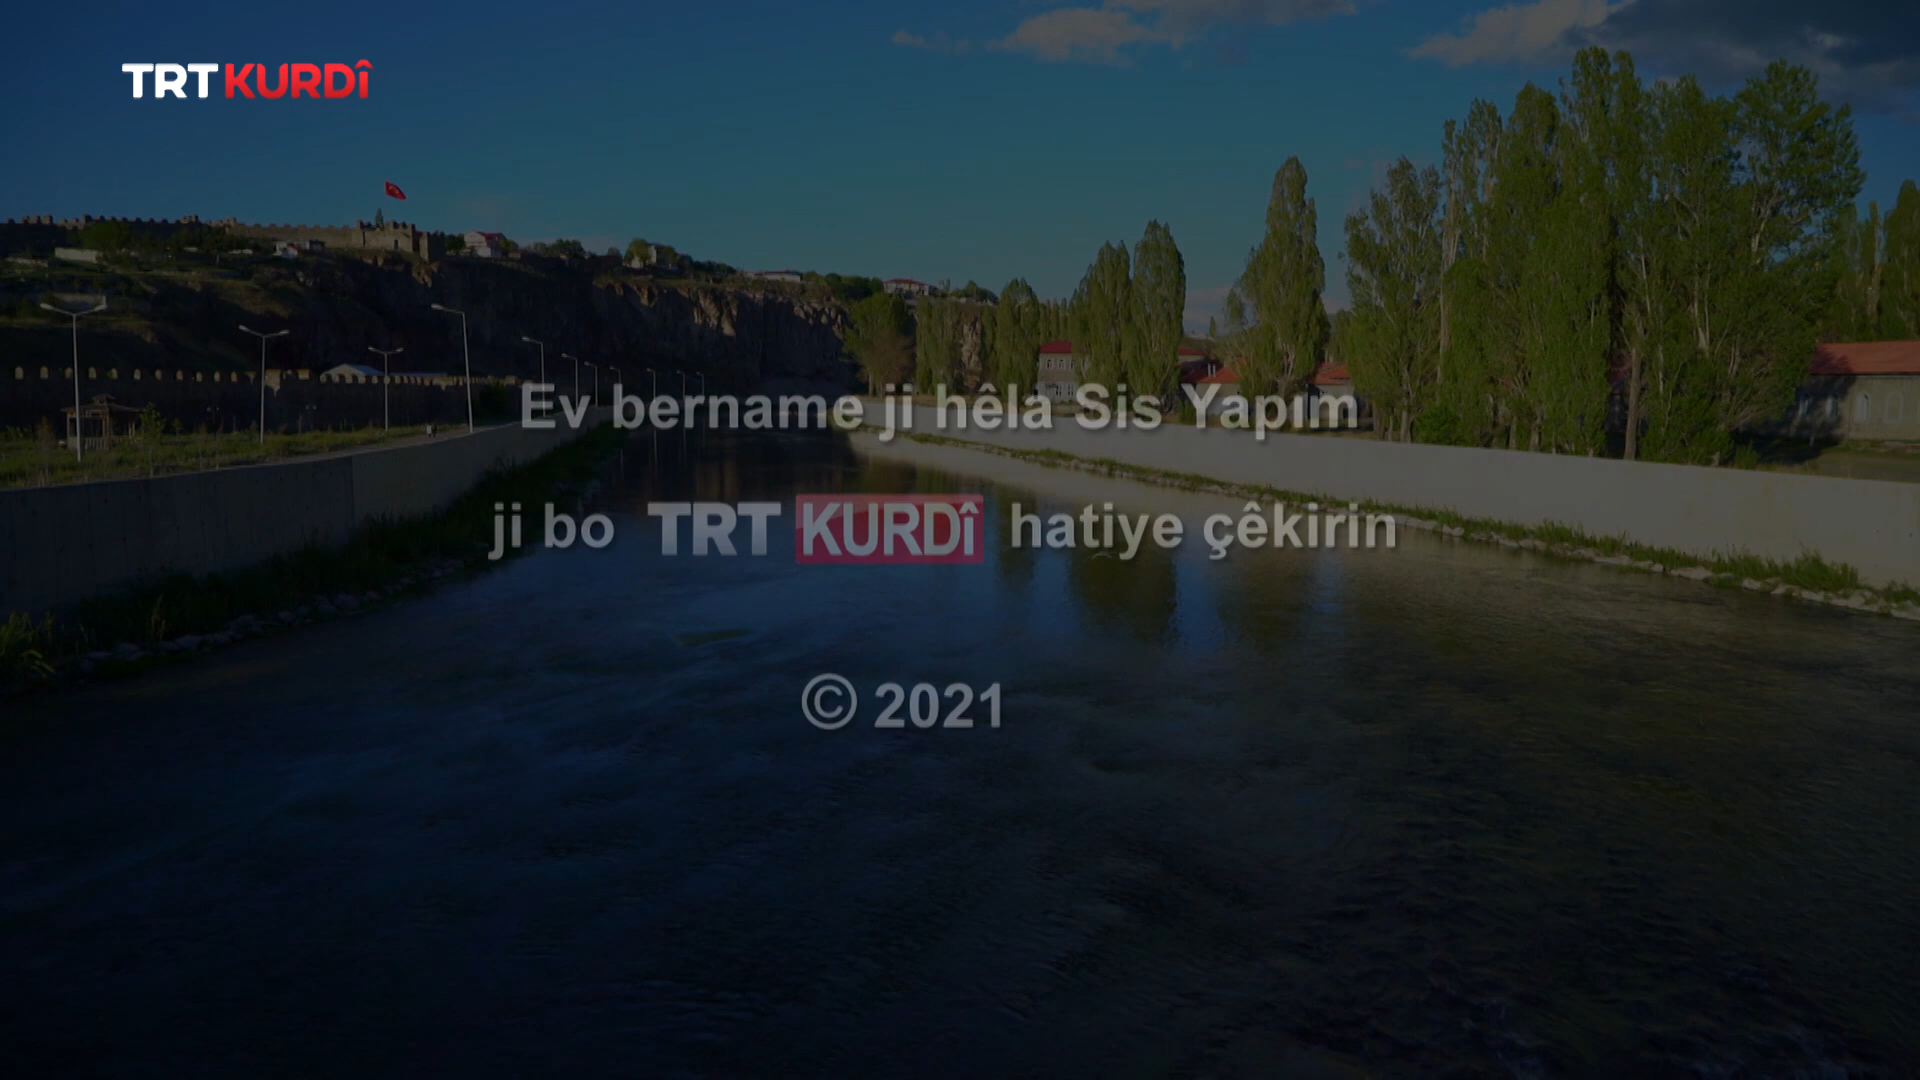 TRT KURDÎ
Ev bername ji hêla Sis Yapım
ji bo TRT KURDÎ hatiye çêkirin
© 2021